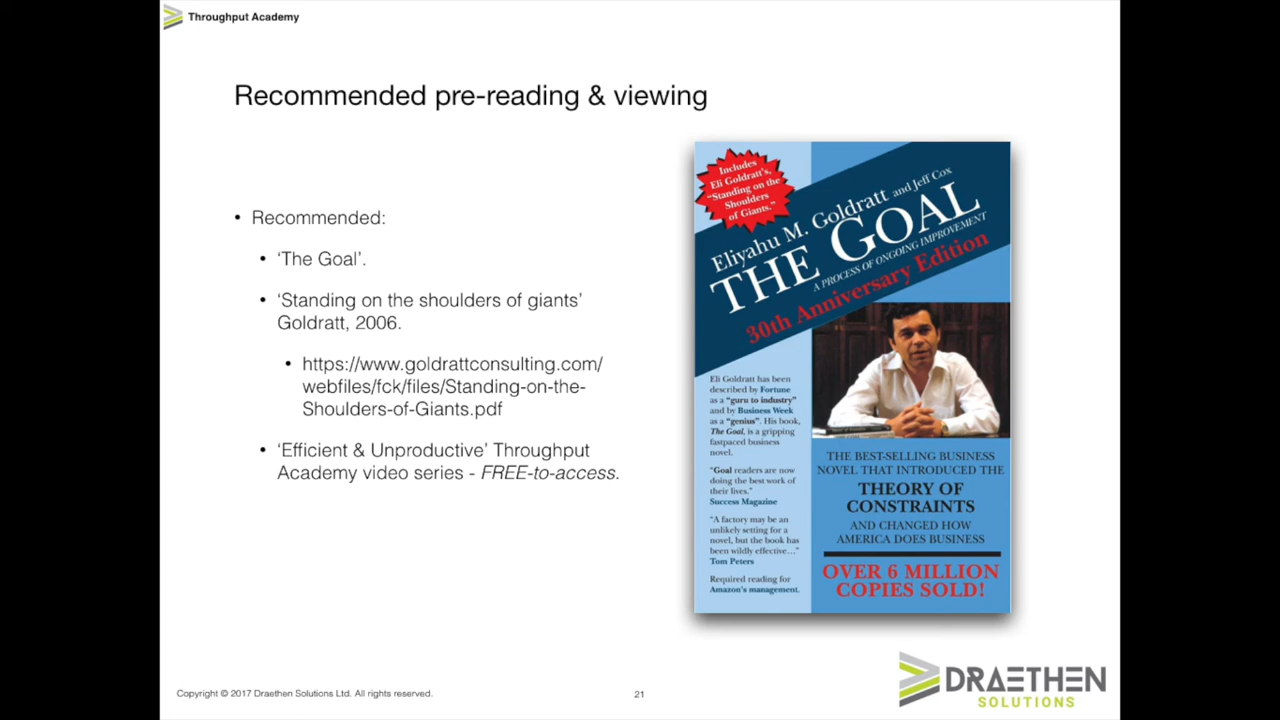 Throughput Academy
Recommended pre-reading & viewing
• Recommended:
• ‘The Goal’.
• ‘Standing on the shoulders of giants’
Goldratt, 2006.
• https://www.goldrattconsulting.com/
webfiles/fck/files/Standing-on-the-
Shoulders-of-Giants.pdf
• ‘Efficient & Unproductive’ Throughput
Academy video series - FREE-to-access.
Includes
Eli Goldratt's,
"Standing on the
Shoulders
of Giants."
Eliyahu M. Goldratt and Jeff Cox
THE GOAL
A PROCESS OF ONGOING IMPROVEMENT
30th Anniversary Edition
Eli Goldratt has been
described by Fortune
as a "guru to industry"
and by Business Week
as a "genius". His book,
The Goal, is a gripping
fastpaced business
novel.
"Goal readers are now
doing the best work of
their lives."
Success Magazine
"A factory may be an
unlikely setting for a
novel, but the book has
been wildly effective..."
Tom Peters
Required reading for
Amazon's management.
THE BEST-SELLING BUSINESS
NOVEL THAT INTRODUCED THE
THEORY OF
CONSTRAINTS
AND CHANGED HOW
AMERICA DOES BUSINESS
OVER 6 MILLION
COPIES SOLD!
Copyright © 2017 Draethen Solutions Ltd. All rights reserved.
21
DRAETHEN
SOLUTIONS